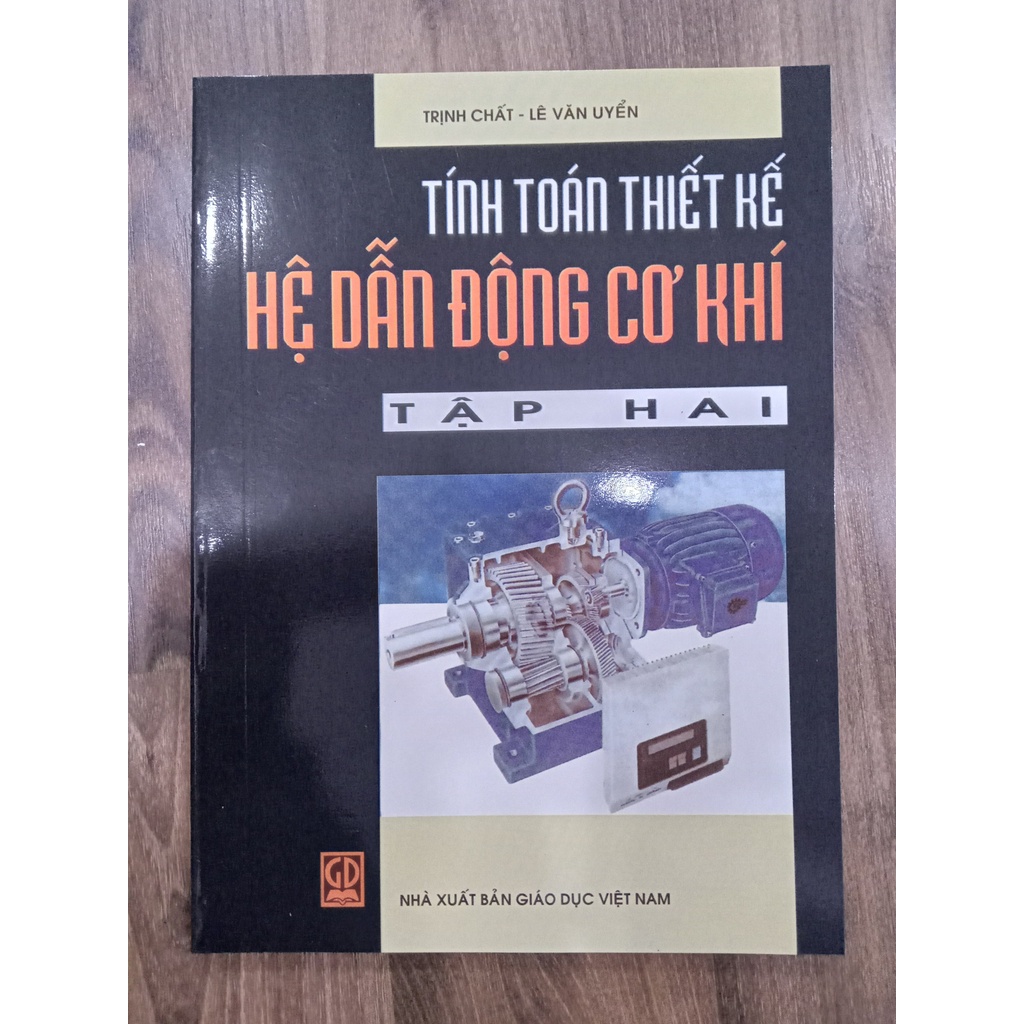 TRỊNH CHẤT - LÊ VĂN UYỂN
TÍNH TOÁN THIẾT KẾ
HỆ DẪN ĐỘNG CƠ KHÍ
TẬP HAI
GD
NHÀ XUẤT BẢN GIÁO DỤC VIỆT NAM